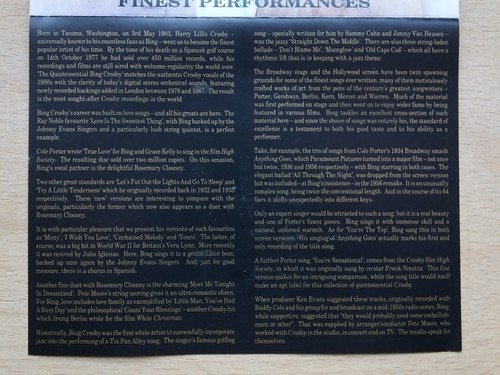 FINEST PERFORMANCES
Born in Tacoma, Washington, on 3rd May 1903, Harry Lillis Crosby –
universally known to his countless fans as Bing – went on to become the finest
popular artist of his time. By the time of his death on a Spanish golf course
on 14th October 1977 he had sold over 450 million records, while his
recordings and films are still aired with welcome regularity the world over.
'The Quintissential Bing Crosby' matches the authentic Crosby vocals of the
1950s with the clarity of today's digital stereo orchestral sounds, featuring
newly recorded backings added in London between 1978 and 1987. The result
is the most sought-after Crosby recordings in the world.
Bing Crosby's career was built on love songs – and all his greats are here. The
Ray Noble favourite 'Love Is The Sweetest Thing', with Bing backed up by the
Johnny Evans Singers and a particularly lush string quintet, is a perfect
example.
Cole Porter wrote 'True Love' for Bing and Grace Kelly to sing in the film High
Society. The resulting disc sold over two million copies. On this occasion,
Bing's vocal partner is the delightful Rosemary Clooney.
Two other great standards are 'Let's Put Out the Lights And Go To Sleep' and
'Try A Little Tenderness' which he originally recorded back in 1932 and 1933
respectively. These 'new' versions are interesting to compare with the
originals, particularly the former which now also appears as a duet with
Rosemary Clooney.
It is with particular pleasure that we present his versions of such favourites
as 'Misty', 'I Wish You Love', 'Unchained Melody' and 'Yours'. The latter, of
course, was a big hit in World War II for Britain's Vera Lynn. More recently
it was revived by Julio Iglesias. Here, Bing sings it to a gentle Latin beat,
backed up once again by the Johnny Evans Singers. And, just for good
measure, there is a chorus in Spanish.
Another fine duet with Rosemary Clooney is the charming 'Meet Me Tonight
In Dreamland'. Pete Moore's string scoring gives it an ultra-romantic sheen.
For Bing, love includes love family as exemplified by 'Little Man, You've Had
A Busy Day' and the philosophical 'Count Your Blessings' – another Crosby hit
which Irving Berlin wrote for the film White Christmas.
Historically, Bing Crosby was the first white artist to successfully incorporate
jazz into the performing of a Tin Pan Alley song. The singer's famous golfing
song – specially written for him by Sammy Cahn and Jimmy Van Heusen –
was the jazzy 'Straight Down The Middle'. There are also three string-laden
ballads – 'Don't Blame Me', 'Moonglow' and 'Old Cape Cod' – which all have a
rhythmic lift that is in keeping with a jazz theme.
The Broadway stage and the Hollywood screen have been twin spawning
grounds for some of the finest songs ever written, many of them meticulously
crafted works of art from the pens of the century's greatest songwriters –
Porter, Gershwin, Berlin, Kern, Mercer and Warren. Much of the material
was first performed on stage and then went on to enjoy wider fame by being
featured in various films. Bing tackles an excellent cross-section of such
material here – and since the choice of songs was entirely his, the standard of
excellence is a testament to both his good taste and to his ability as a
performer.
Take, for example, the trio of songs from Cole Porter's 1934 Broadway smash
Anything Goes, which Paramount Pictures turned into a major film – not once
but twice, in 1936 and 1956 respectively – with Bing starring in both cases. The
elegant ballad 'All Through The Night', was dropped from the screen version
but was included – at Bing's insistence – in the 1956 remake. It is an unusually
complex song, being twice the conventional length. And in the course of its 64
bars it shifts unexpectedly into different keys.
Only an expert singer would be attracted to such a song, but it is a real beauty
and one of Porter's finest. Bing sings it with immense skill and a
natural, unforced warmth. As for 'You're The Top', Bing sang this in both
screen versions. His singing of 'Anything Goes' actually marks his first and
only recording of the title song.
A further Porter song, 'You're Sensational', comes from the Crosby film High
Society, in which it was originally sung by co-star Frank Sinatra. This fine
version makes for an intriguing comparison, while the song title would itself
make an apt label for this collection of quintessential Crosby.
When producer Ken Evans suggested these tracks, originally recorded with
Buddy Cole and his group for and broadcast on a mid-1950s radio series, Bing,
while supportive, suggested that "they would probably need some embellish-
ment or other". That was supplied by arranger/conductor Pete Moore, who
worked with Crosby in the studio, in concert and on TV. The results speak for
themselves.